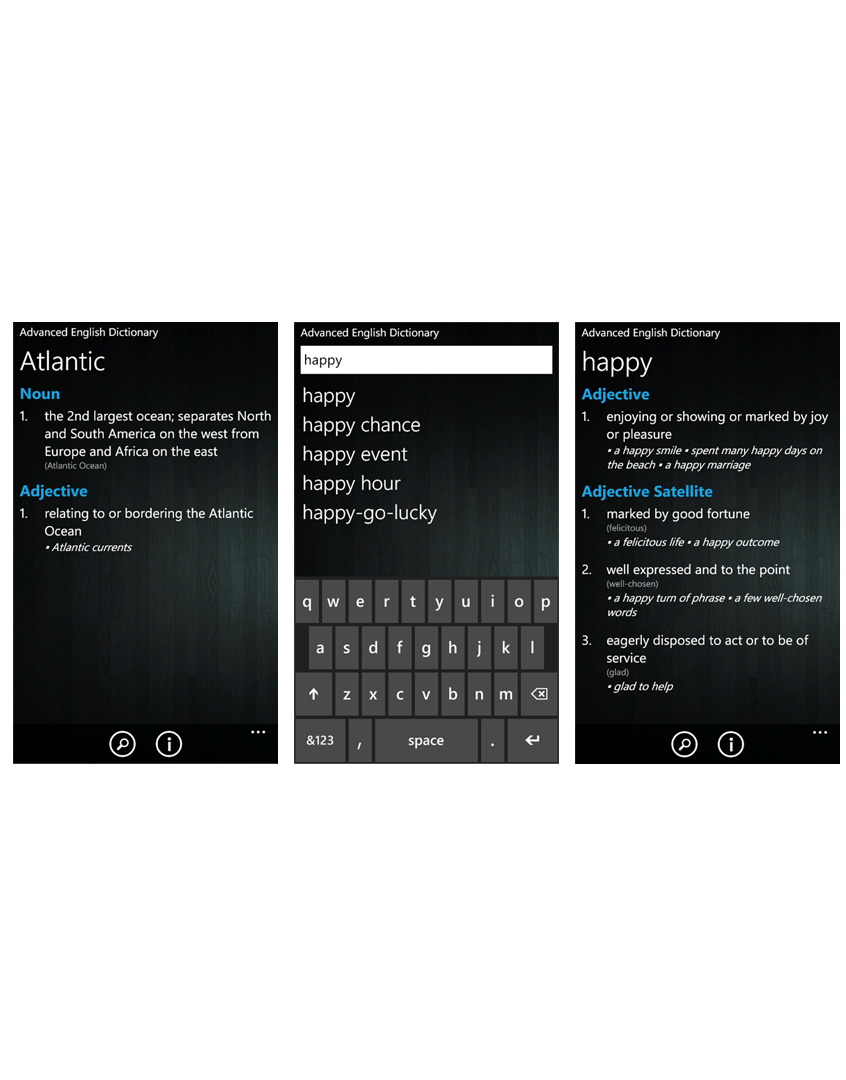 Advanced English Dictionary
Atlantic
Noun
1. the 2nd largest ocean; separates North
and South America on the west from
Europe and Africa on the east
(Atlantic Ocean)
Adjective
1. relating to or bordering the Atlantic
Ocean
▪ Atlantic currents
Advanced English Dictionary
happy
happy
happy chance
happy event
happy hour
happy-go-lucky
q w e r t y u i o p
a s d f g h j k l
z x c v b n m
&123 , space .
Advanced English Dictionary
happy
Adjective
1. enjoying or showing or marked by joy
or pleasure
▪ a happy smile ▪ spent many happy days on
the beach ▪ a happy marriage
Adjective Satellite
1. marked by good fortune
(felicitous)
▪ a felicitous life ▪ a happy outcome
2. well expressed and to the point
(well-chosen)
▪ a happy turn of phrase ▪ a few well-chosen
words
3. eagerly disposed to act or to be of
service
(glad)
▪ glad to help